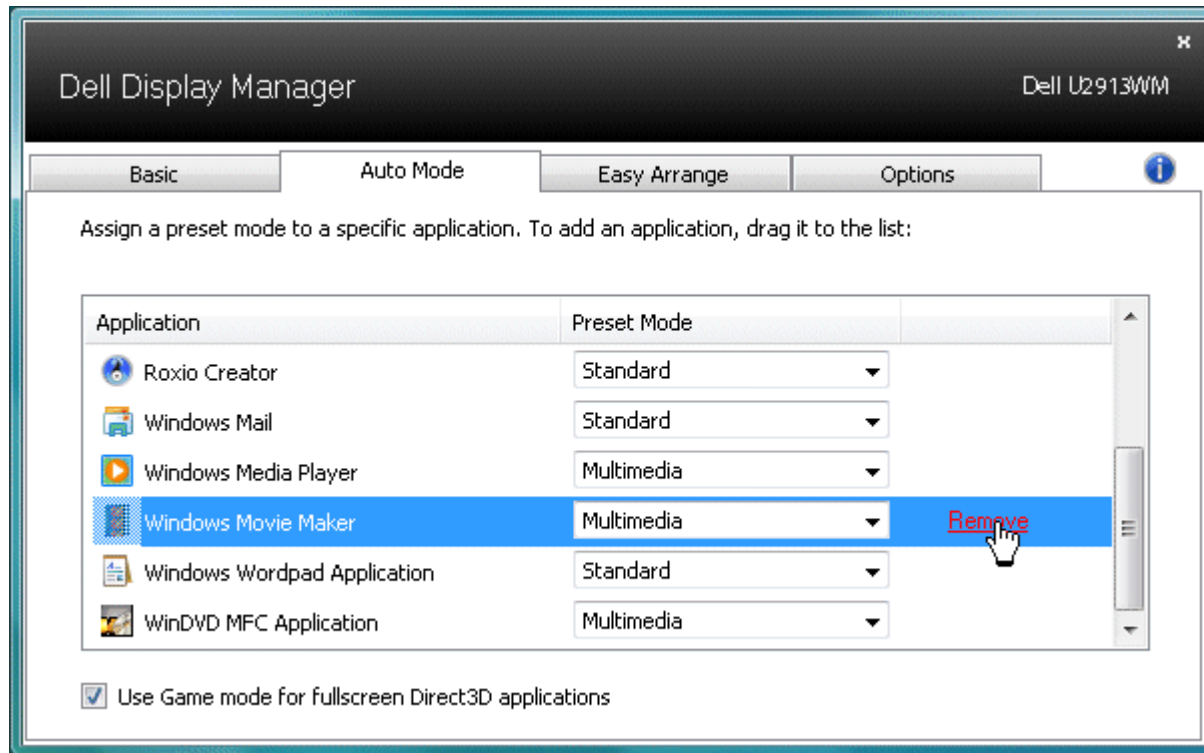 x
Dell Display Manager Dell U2913WM
Basic Auto Mode Easy Arrange Options
Assign a preset mode to a specific application. To add an application, drag it to the list:
Application Preset Mode
Roxio Creator Standard
Windows Mail Standard
Windows Media Player Multimedia
Windows Movie Maker Multimedia Remove
Windows Wordpad Application Standard
WinDVD MFC Application Multimedia
Use Game mode for fullscreen Direct3D applications